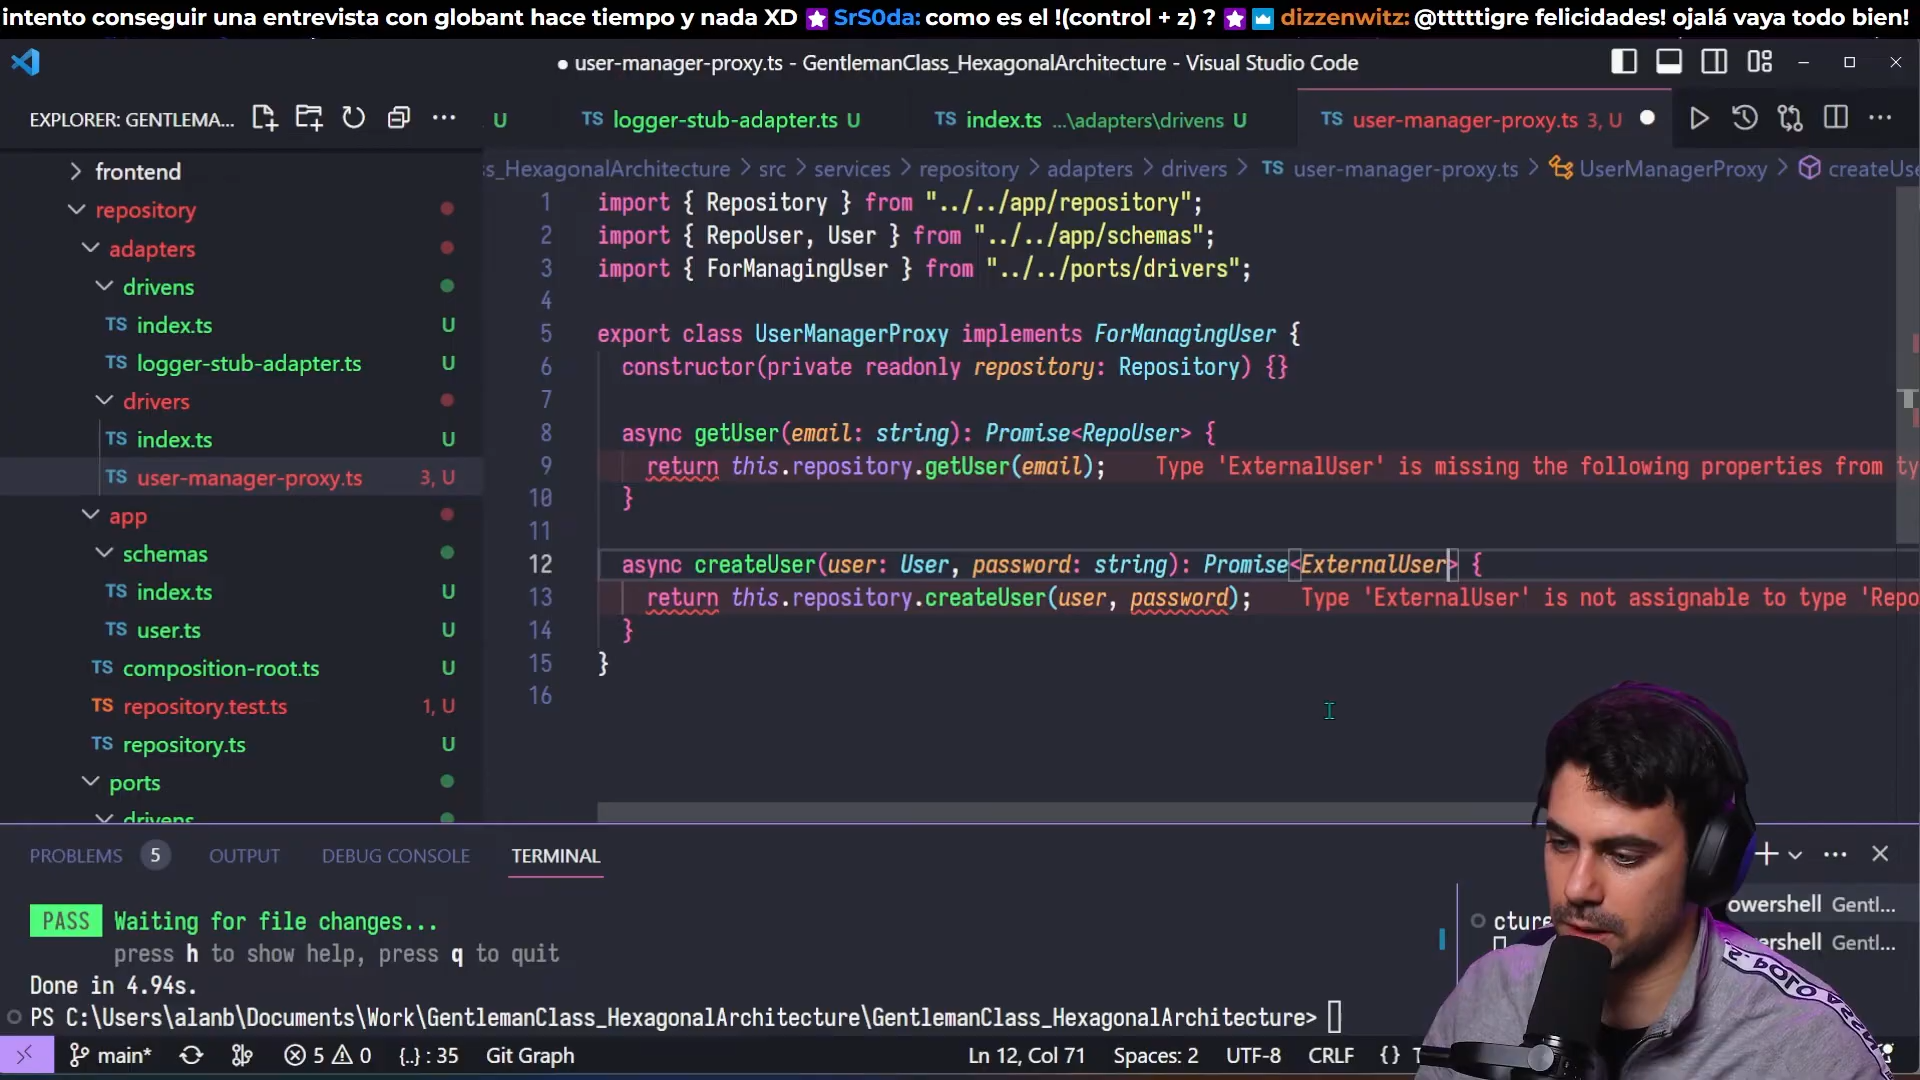 intento conseguir una entrevista con globant hace tiempo y nada XD SrS0da: como es el !(control + z) ? dizzenwitz: @tttttigre felicidades! ojalá vaya todo bien!
● user-manager-proxy.ts - GentlemanClass_HexagonalArchitecture - Visual Studio Code
EXPLORER: GENTLEMA... U TS logger-stub-adapter.ts U TS index.ts ...\adapters\drivens U TS user-manager-proxy.ts 3, U
ss_HexagonalArchitecture > src > services > repository > adapters > drivers > TS user-manager-proxy.ts > UserManagerProxy > createUse
frontend
repository
adapters
drivens
TS index.ts U
TS logger-stub-adapter.ts U
drivers
TS index.ts U
TS user-manager-proxy.ts 3, U
app
schemas
TS index.ts U
TS user.ts U
TS composition-root.ts U
TS repository.test.ts 1, U
TS repository.ts U
ports
drivens
1 import { Repository } from "../../app/repository";
2 import { RepoUser, User } from "../../app/schemas";
3 import { ForManagingUser } from "../../ports/drivers";
4
5 export class UserManagerProxy implements ForManagingUser {
6 constructor(private readonly repository: Repository) {}
7
8 async getUser(email: string): Promise<RepoUser> {
9 return this.repository.getUser(email); Type 'ExternalUser' is missing the following properties from ty
10 }
11
12 async createUser(user: User, password: string): Promise<ExternalUser> {
13 return this.repository.createUser(user, password); Type 'ExternalUser' is not assignable to type 'Repo
14 }
15 }
16
PROBLEMS 5 OUTPUT DEBUG CONSOLE TERMINAL
PASS Waiting for file changes...
press h to show help, press q to quit
Done in 4.94s.
PS C:\Users\alanb\Documents\Work\GentlemanClass_HexagonalArchitecture\GentlemanClass_HexagonalArchitecture>
cture
owershell Gentl...
ershell Gentl...
main* 5 0 {..} : 35 Git Graph Ln 12, Col 71 Spaces: 2 UTF-8 CRLF {}
POLO